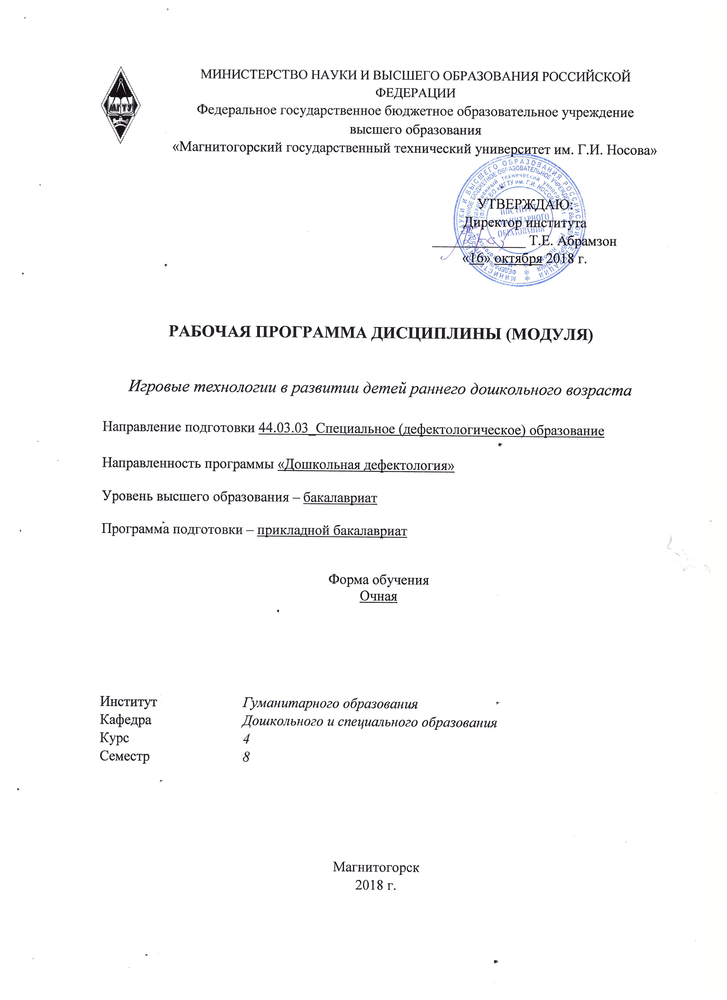 МИНИСТЕРСТВО НАУКИ И ВЫСШЕГО ОБРАЗОВАНИЯ РОССИЙСКОЙ
ФЕДЕРАЦИИ
Федеральное государственное бюджетное образовательное учреждение
высшего образования
«Магнитогорский государственный технический университет им. Г.И. Носова»
МГТУ
УТВЕРЖДАЮ:
Директор института
_____________ Т.Е. Абрамзон
«16» октября 2018 г.
ОБРАЗОВАНИЯ
РАБОЧАЯ ПРОГРАММА ДИСЦИПЛИНЫ (МОДУЛЯ)
Игровые технологии в развитии детей раннего дошкольного возраста
Направление подготовки 44.03.03_Специальное (дефектологическое) образование
Направленность программы «Дошкольная дефектология»
Уровень высшего образования – бакалавриат
Программа подготовки – прикладной бакалавриат
Форма обучения
Очная
Институт Гуманитарного образования
Кафедра Дошкольного и специального образования
Курс 4
Семестр 8
Магнитогорск
2018 г.